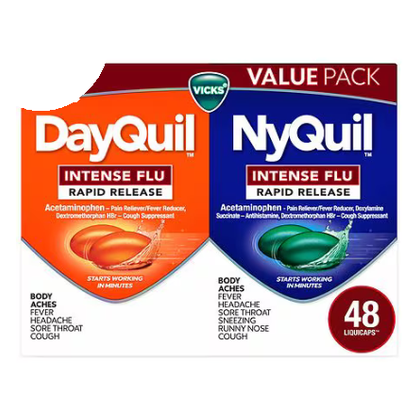 VALUE PACK
VICKS®
DayQuil™
INTENSE FLU
RAPID RELEASE
Acetaminophen – Pain Reliever/Fever Reducer,
Dextromethorphan HBr – Cough Suppressant
STARTS WORKING
IN MINUTES
BODY
ACHES
FEVER
HEADACHE
SORE THROAT
COUGH
NyQuil™
INTENSE FLU
RAPID RELEASE
Acetaminophen – Pain Reliever/Fever Reducer, Doxylamine
Succinate – Antihistamine, Dextromethorphan HBr – Cough Suppressant
STARTS WORKING
IN MINUTES
BODY
ACHES
FEVER
HEADACHE
SORE THROAT
SNEEZING
RUNNY NOSE
COUGH
48
LIQUICAPS™